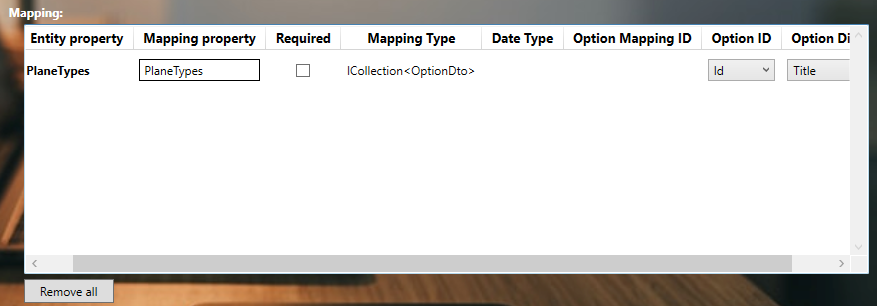 Mapping:
Entity property Mapping property Required Mapping Type Date Type Option Mapping ID Option ID Option Di
PlaneTypes PlaneTypes ICollection<OptionDto> Id Title
Remove all